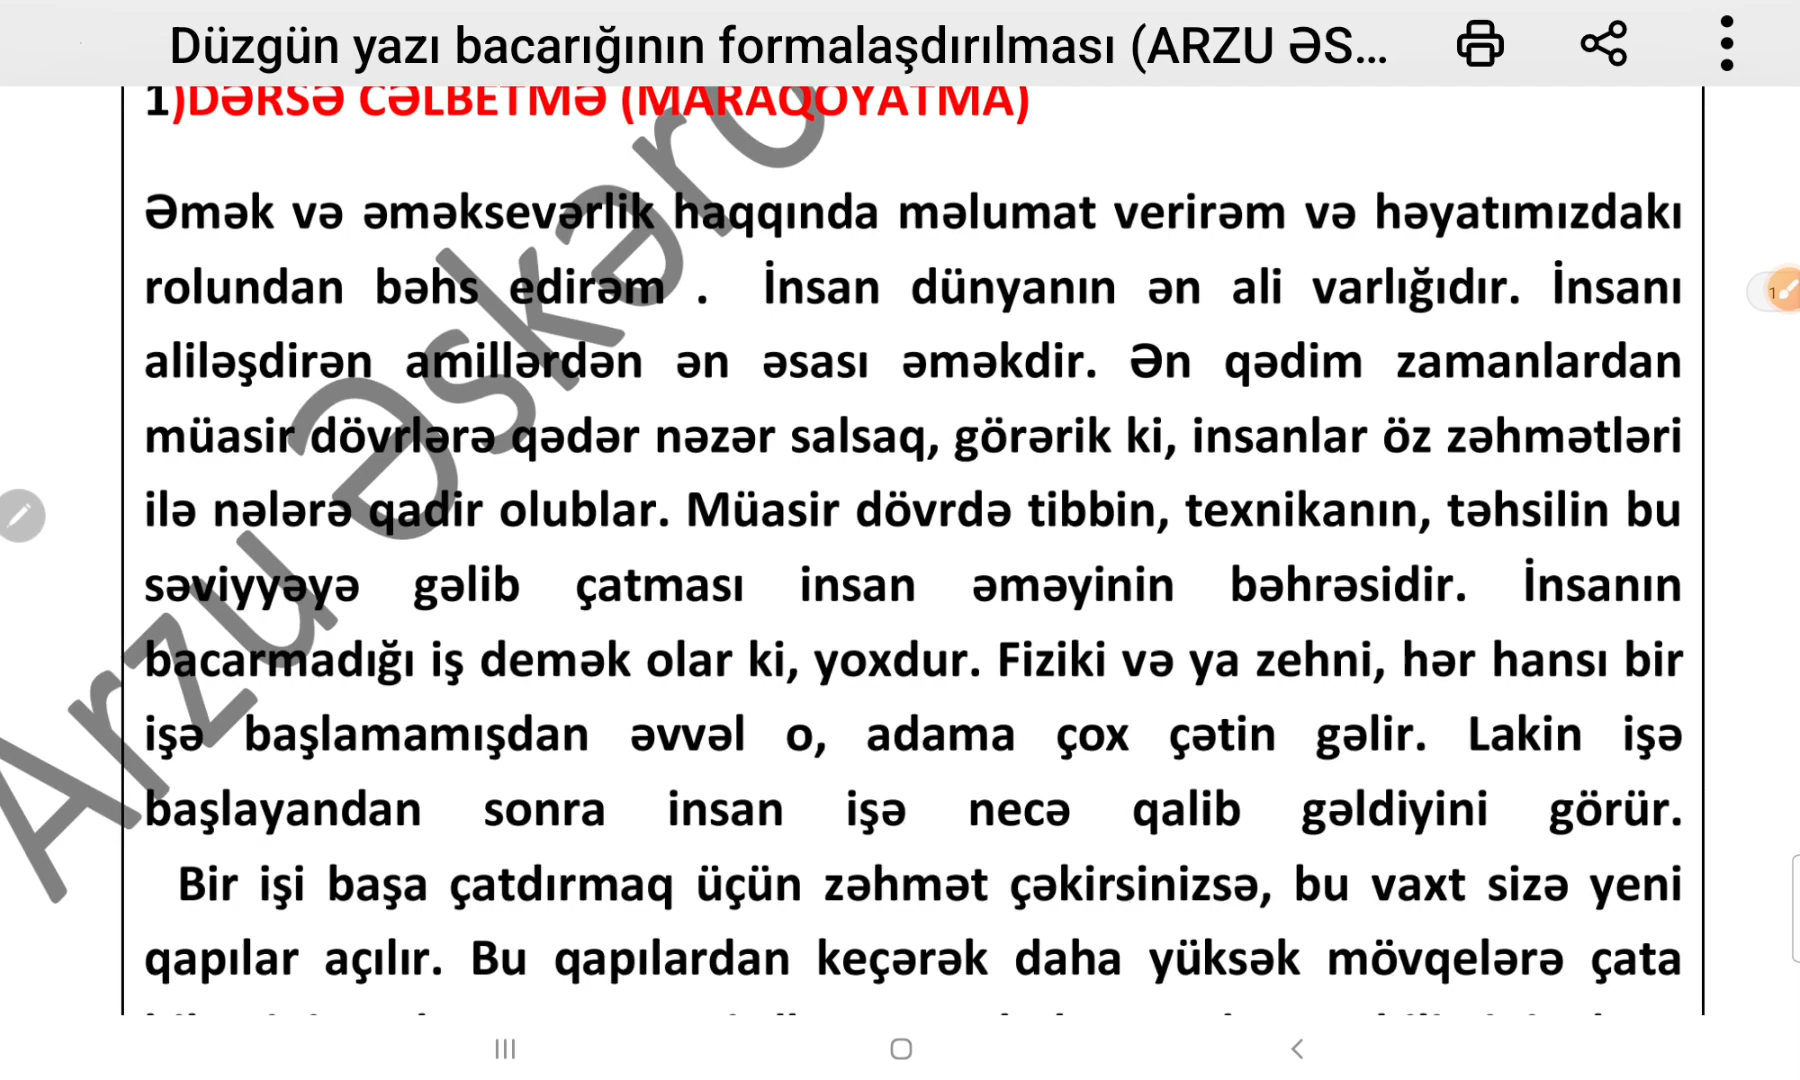 Düzgün yazı bacarığının formalaşdırılması (ARZU ƏS...
1)DƏRSƏ CƏLBETMƏ (MARAQOYATMA)
Əmək və əməksevərlik haqqında məlumat verirəm və həyatımızdakı
rolundan bəhs edirəm . İnsan dünyanın ən ali varlığıdır. İnsanı
aliləşdirən amillərdən ən əsası əməkdir. Ən qədim zamanlardan
müasir dövrlərə qədər nəzər salsaq, görərik ki, insanlar öz zəhmətləri
ilə nələrə qadir olublar. Müasir dövrdə tibbin, texnikanın, təhsilin bu
səviyyəyə gəlib çatması insan əməyinin bəhrəsidir. İnsanın
bacarmadığı iş demək olar ki, yoxdur. Fiziki və ya zehni, hər hansı bir
işə başlamamışdan əvvəl o, adama çox çətin gəlir. Lakin işə
başlayandan sonra insan işə necə qalib gəldiyini görür.
Bir işi başa çatdırmaq üçün zəhmət çəkirsinizsə, bu vaxt sizə yeni
qapılar açılır. Bu qapılardan keçərək daha yüksək mövqelərə çata
Arzu Əskəro
1